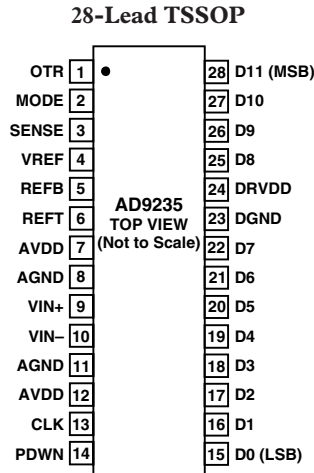 28-Lead TSSOP
OTR 1 28 D11 (MSB)
MODE 2 27 D10
SENSE 3 26 D9
VREF 4 25 D8
REFB 5 24 DRVDD
REFT 6 23 DGND
AVDD 7 22 D7
AGND 8 21 D6
VIN+ 9 20 D5
VIN– 10 19 D4
AGND 11 18 D3
AVDD 12 17 D2
CLK 13 16 D1
PDWN 14 15 D0 (LSB)
AD9235
TOP VIEW
(Not to Scale)